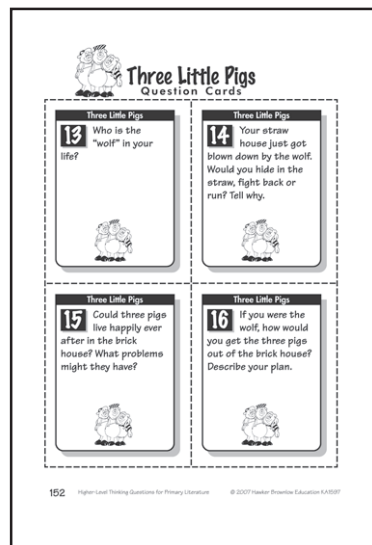 Three Little Pigs
Question Cards
Three Little Pigs
13 Who is the
"wolf" in your
life?
Three Little Pigs
14 Your straw
house just got
blown down by the wolf.
Would you hide in the
straw, fight back or
run? Tell why.
Three Little Pigs
15 Could three pigs
live happily ever
after in the brick
house? What problems
might they have?
Three Little Pigs
16 If you were the
wolf, how would
you get the three pigs
out of the brick house?
Describe your plan.
152 Higher-Level Thinking Questions for Primary Literature © 2007 Hawker Brownlow Education KA1597